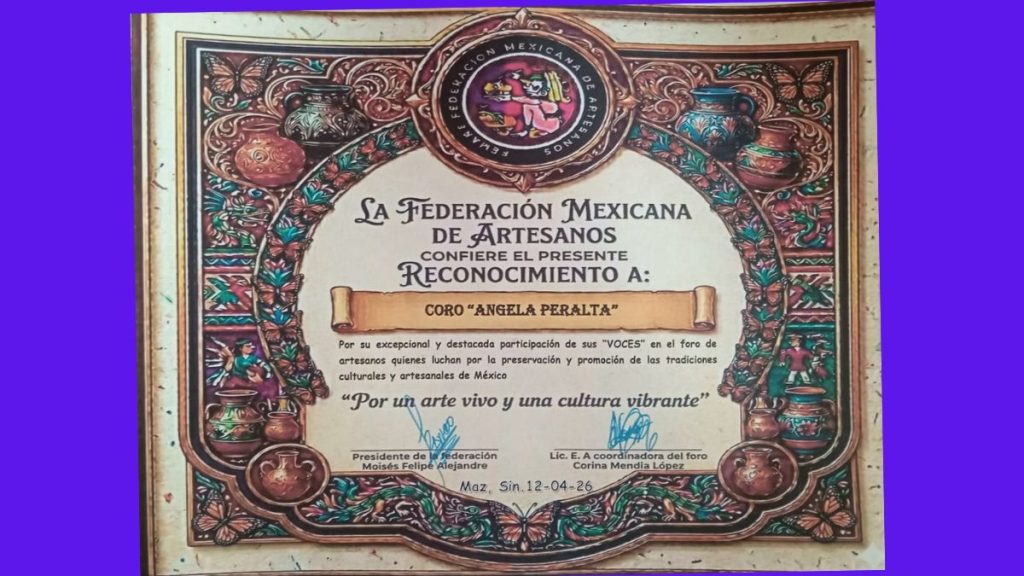 FEMART FEDERACIÓN MEXICANA DE ARTESANOS
LA FEDERACIÓN MEXICANA
DE ARTESANOS
CONFIERE EL PRESENTE
RECONOCIMIENTO A:
CORO "ANGELA PERALTA"
Por su excepcional y destacada participación de sus "VOCES" en el foro de
artesanos quienes luchan por la preservación y promoción de las tradiciones
culturales y artesanales de México
"Por un arte vivo y una cultura vibrante"
Presidente de la federación
Moisés Felipe Alejandre
Lic. E. A coordinadora del foro
Corina Mendia López
Maz, Sin. 12-04-26